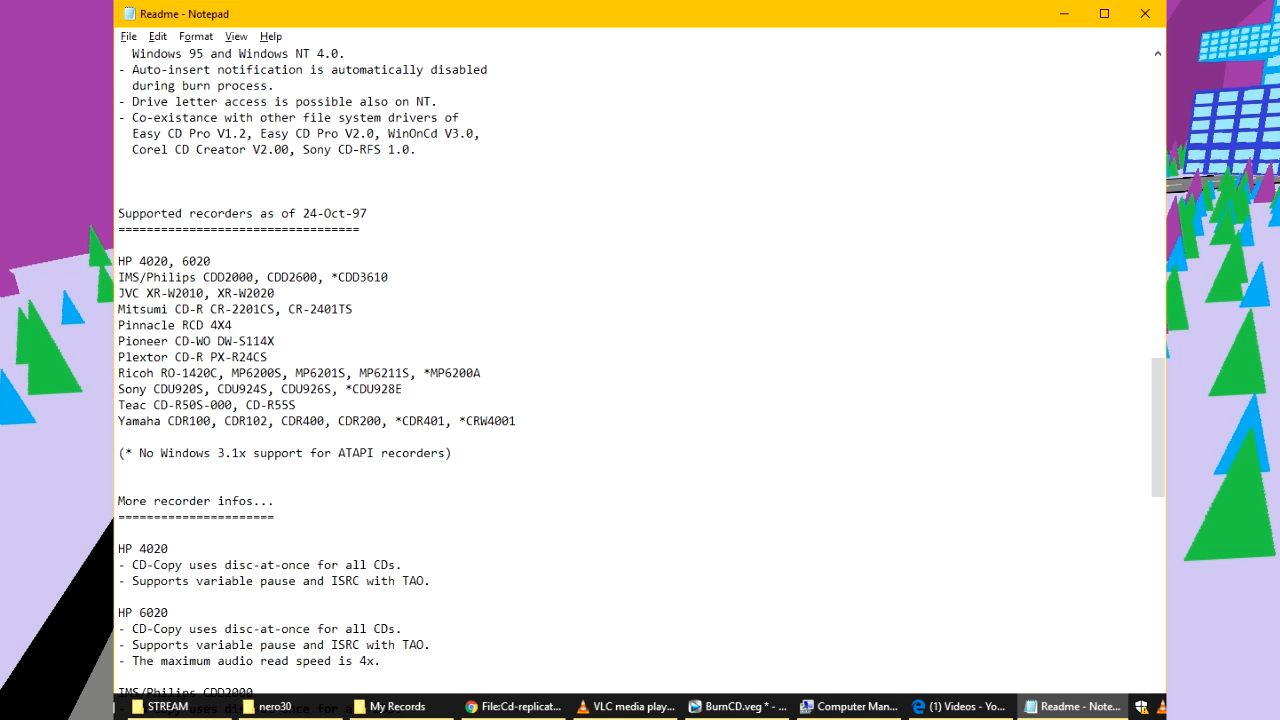 Readme - Notepad
File Edit Format View Help
Windows 95 and Windows NT 4.0.
- Auto-insert notification is automatically disabled
during burn process.
- Drive letter access is possible also on NT.
- Co-existance with other file system drivers of
Easy CD Pro V1.2, Easy CD Pro V2.0, WinOnCd V3.0,
Corel CD Creator V2.00, Sony CD-RFS 1.0.
Supported recorders as of 24-Oct-97
==================================
HP 4020, 6020
IMS/Philips CDD2000, CDD2600, *CDD3610
JVC XR-W2010, XR-W2020
Mitsumi CD-R CR-2201CS, CR-2401TS
Pinnacle RCD 4X4
Pioneer CD-WO DW-S114X
Plextor CD-R PX-R24CS
Ricoh RO-1420C, MP6200S, MP6201S, MP6211S, *MP6200A
Sony CDU920S, CDU924S, CDU926S, *CDU928E
Teac CD-R50S-000, CD-R55S
Yamaha CDR100, CDR102, CDR400, CDR200, *CDR401, *CRW4001
(* No Windows 3.1x support for ATAPI recorders)
More recorder infos...
======================
HP 4020
- CD-Copy uses disc-at-once for all CDs.
- Supports variable pause and ISRC with TAO.
HP 6020
- CD-Copy uses disc-at-once for all CDs.
- Supports variable pause and ISRC with TAO.
- The maximum audio read speed is 4x.
IMS/Philips CDD2000
STREAM nero30 My Records File:Cd-replicat... VLC media play... BurnCD.veg * - ... Computer Man... (1) Videos - Yo... Readme - Note...